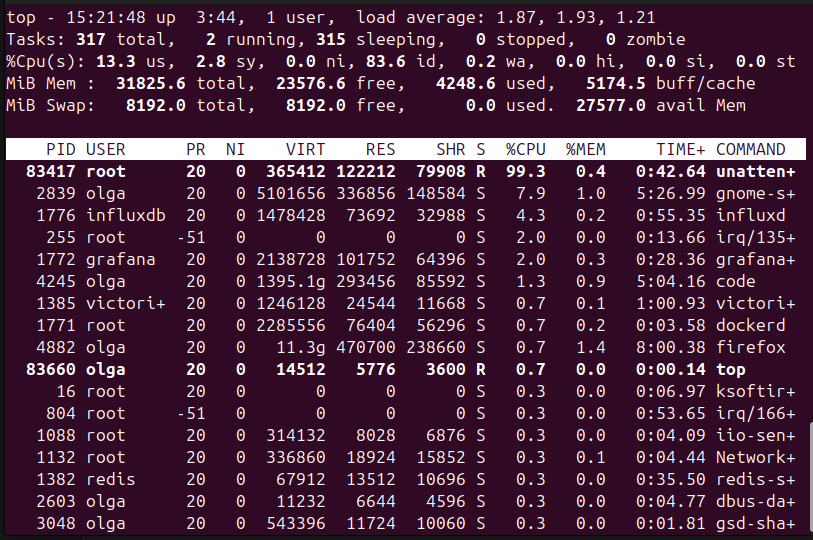 top - 15:21:48 up  3:44,  1 user,  load average: 1.87, 1.93, 1.21
Tasks: 317 total,   2 running, 315 sleeping,   0 stopped,   0 zombie
%Cpu(s): 13.3 us,  2.8 sy,  0.0 ni, 83.6 id,  0.2 wa,  0.0 hi,  0.0 si,  0.0 st
MiB Mem :  31825.6 total,  23576.6 free,   4248.6 used,   5174.5 buff/cache
MiB Swap:   8192.0 total,   8192.0 free,      0.0 used.  27577.0 avail Mem
PID USER      PR  NI    VIRT    RES    SHR S  %CPU  %MEM     TIME+ COMMAND
83417 root      20   0  365412 122212  79908 R  99.3   0.4   0:42.64 unatten+
2839 olga      20   0 5101656 336856 148584 S   7.9   1.0   5:26.99 gnome-s+
1776 influxdb  20   0 1478428  73692  32988 S   4.3   0.2   0:55.35 influxd
255 root     -51   0       0      0      0 S   2.0   0.0   0:13.66 irq/135+
1772 grafana   20   0 2138728 101752  64396 S   2.0   0.3   0:28.36 grafana+
4245 olga      20   0 1395.1g 293456  85592 S   1.3   0.9   5:04.16 code
1385 victori+  20   0 1246128  24544  11668 S   0.7   0.1   1:00.93 victori+
1771 root      20   0 2285556  76404  56296 S   0.7   0.2   0:03.58 dockerd
4882 olga      20   0   11.3g 470700 238660 S   0.7   1.4   8:00.38 firefox
83660 olga      20   0   14512   5776   3600 R   0.7   0.0   0:00.14 top
16 root      20   0       0      0      0 S   0.3   0.0   0:06.97 ksoftir+
804 root     -51   0       0      0      0 S   0.3   0.0   0:53.65 irq/166+
1088 root      20   0  314132   8028   6876 S   0.3   0.0   0:04.09 iio-sen+
1132 root      20   0  336860  18924  15852 S   0.3   0.1   0:04.44 Network+
1382 redis     20   0   67912  13512  10696 S   0.3   0.0   0:35.50 redis-s+
2603 olga      20   0   11232   6644   4596 S   0.3   0.0   0:04.77 dbus-da+
3048 olga      20   0  543396  11724  10060 S   0.3   0.0   0:01.81 gsd-sha+